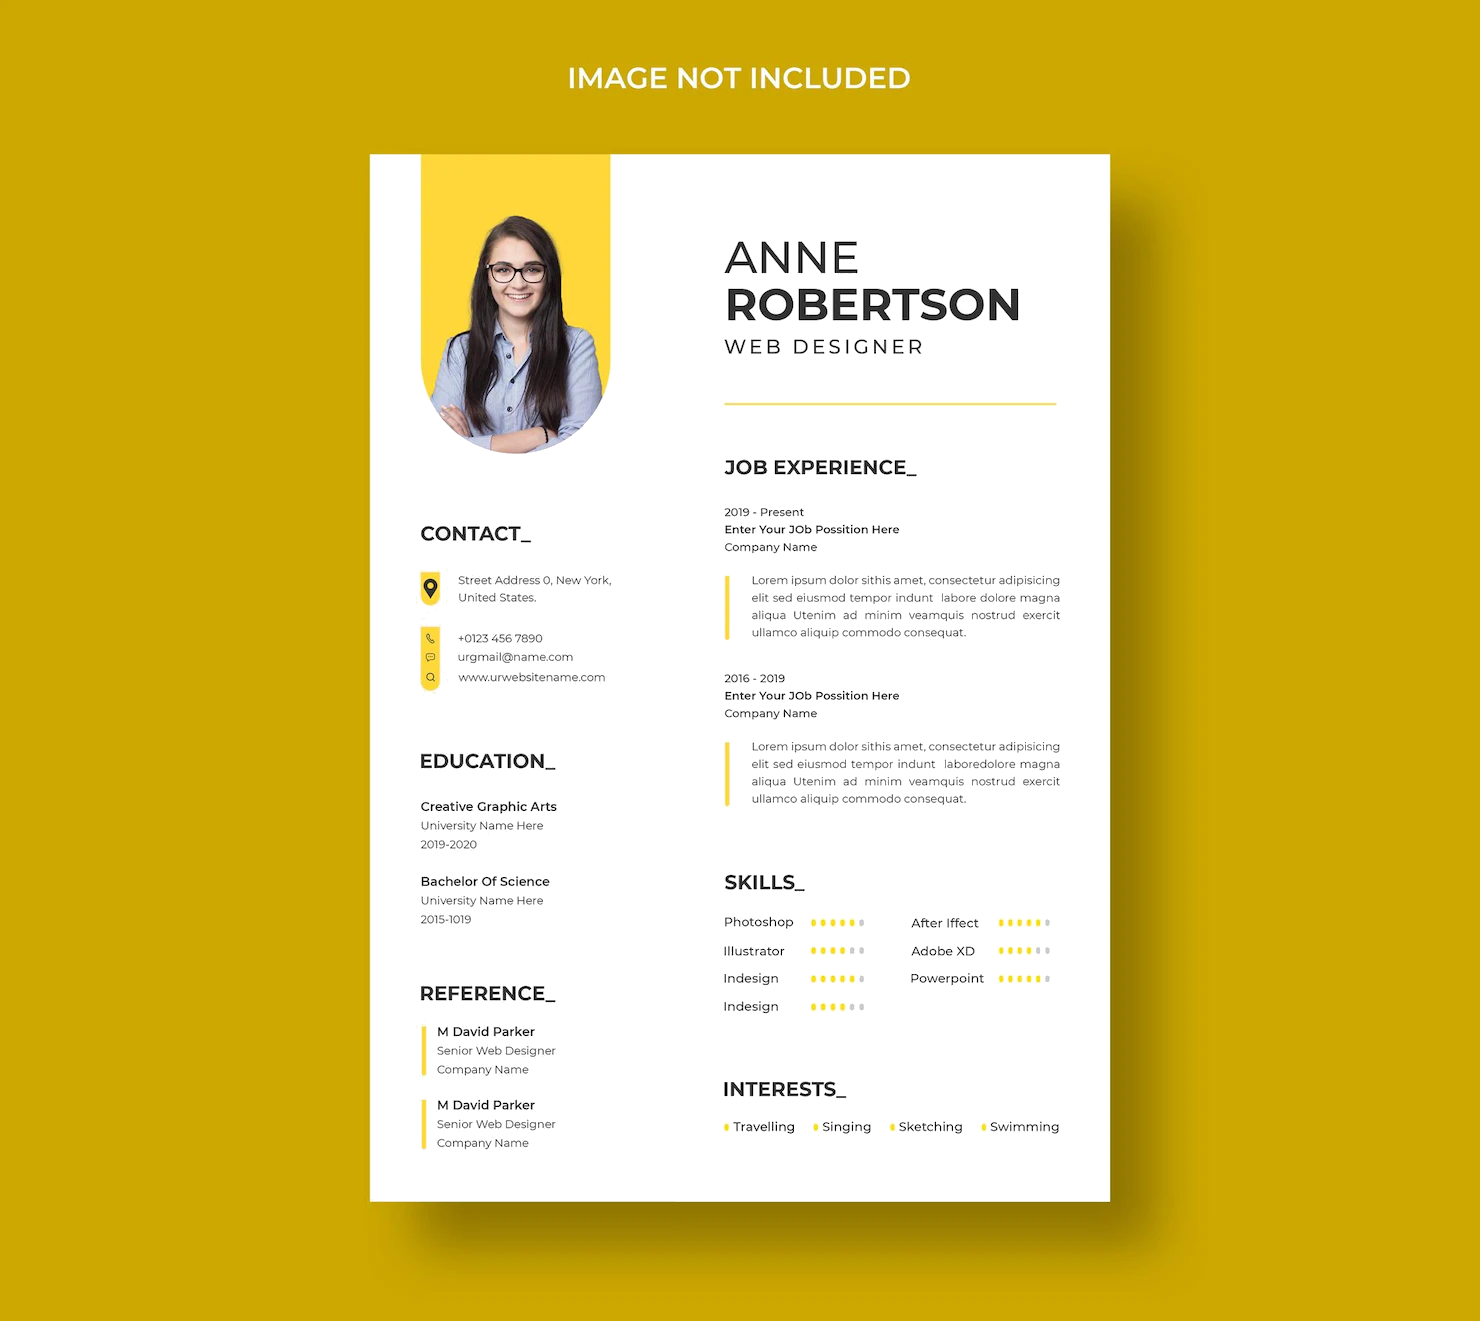 IMAGE NOT INCLUDED
ANNE
ROBERTSON
WEB DESIGNER
CONTACT_
Street Address 0, New York,
United States.
+0123 456 7890
urgmail@name.com
www.urwebsitename.com
EDUCATION_
Creative Graphic Arts
University Name Here
2019-2020
Bachelor Of Science
University Name Here
2015-1019
REFERENCE_
M David Parker
Senior Web Designer
Company Name
M David Parker
Senior Web Designer
Company Name
JOB EXPERIENCE_
2019 - Present
Enter Your JOb Possition Here
Company Name
Lorem ipsum dolor sithis amet, consectetur adipisicing
elit sed eiusmod tempor indunt labore dolore magna
aliqua Utenim ad minim veamquis nostrud exercit
ullamco aliquip commodo consequat.
2016 - 2019
Enter Your JOb Possition Here
Company Name
Lorem ipsum dolor sithis amet, consectetur adipisicing
elit sed eiusmod tempor indunt laboredolore magna
aliqua Utenim ad minim veamquis nostrud exercit
ullamco aliquip commodo consequat.
SKILLS_
Photoshop
After Iffect
Illustrator
Adobe XD
Indesign
Powerpoint
Indesign
INTERESTS_
Travelling Singing Sketching Swimming